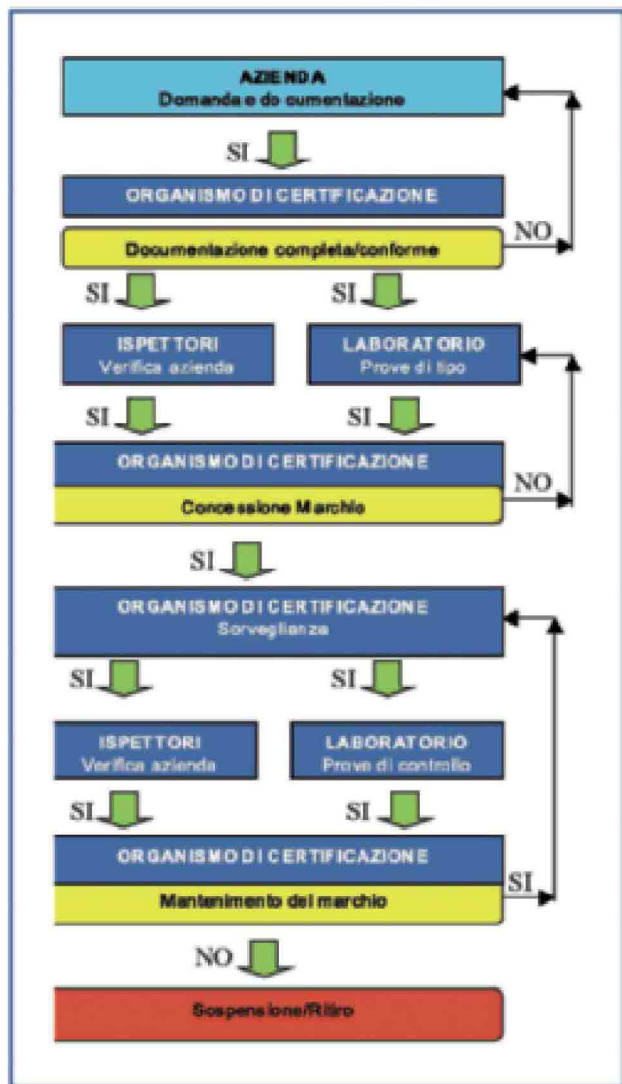 AZIENDA
Domanda e do cumentazione
SI
ORGANISMO DI CERTIFICAZIONE
Documentazione completa/conforme
NO
SI SI
ISPETTORI
Verifica azienda
LABORATORIO
Prove di tipo
SI SI
ORGANISMO DI CERTIFICAZIONE
Concessione Marchio
NO
SI
ORGANISMO DI CERTIFICAZIONE
Sorveglianza
SI SI
ISPETTORI
Verifica azienda
LABORATORIO
Prove di controllo
SI SI
ORGANISMO DI CERTIFICAZIONE
Mantenimento del marchio
SI
NO
Sospensione/Ritiro